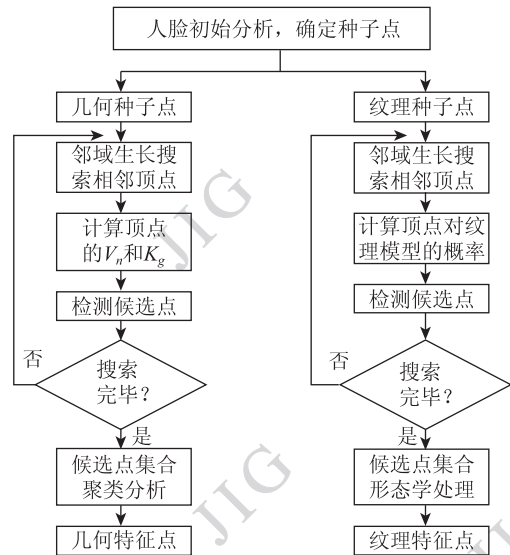 人脸初始分析，确定种子点
几何种子点
邻域生长搜
索相邻顶点
计算顶点
的Vn和Kg
检测候选点
否
搜索
完毕？
是
候选点集合
聚类分析
几何特征点
纹理种子点
邻域生长搜
索相邻顶点
计算顶点对纹
理模型的概率
检测候选点
否
搜索
完毕？
是
候选点集合
形态学处理
纹理特征点
JIG
JIG